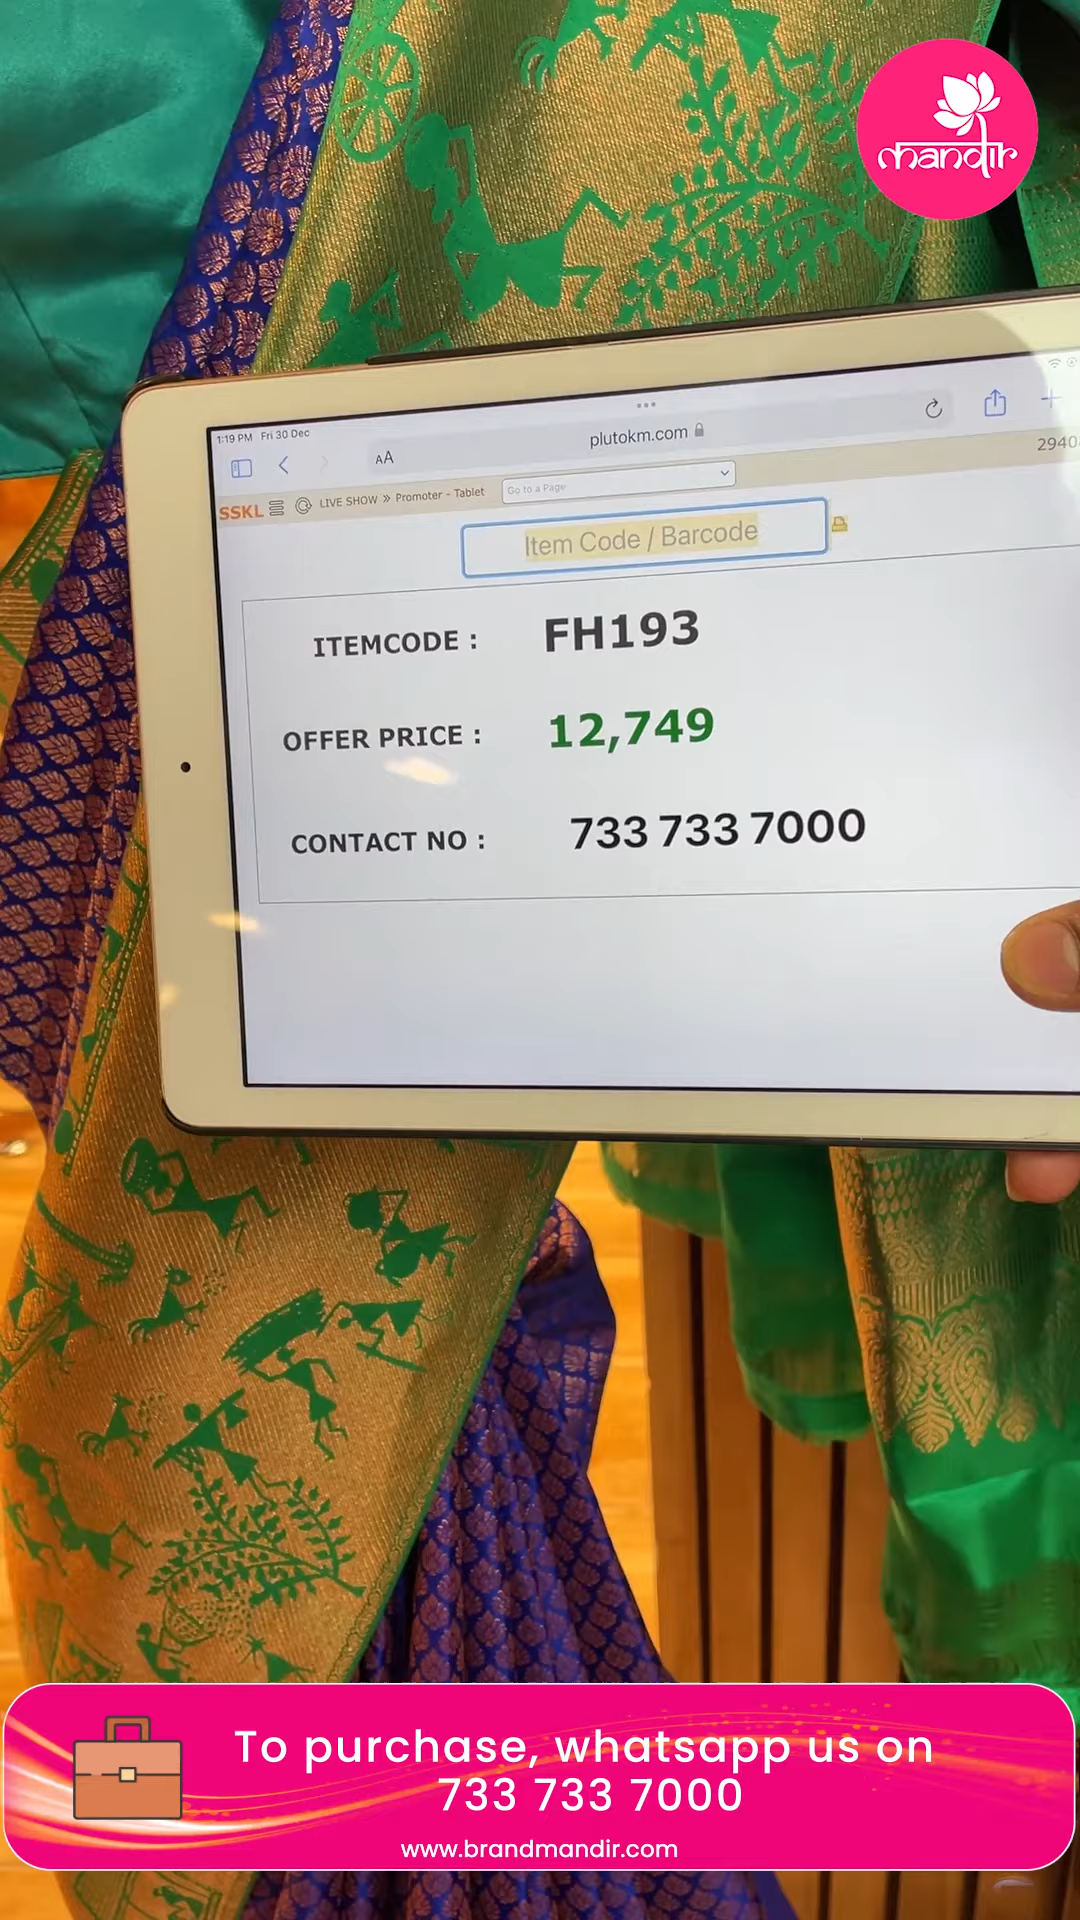 mandir
1:19 PM Fri 30 Dec
AA
plutokm.com
SSKL
LIVE SHOW » Promoter - Tablet
Go to a Page
Item Code / Barcode
ITEMCODE : FH193
OFFER PRICE : 12,749
CONTACT NO : 733 733 7000
To purchase, whatsapp us on
733 733 7000
www.brandmandir.com